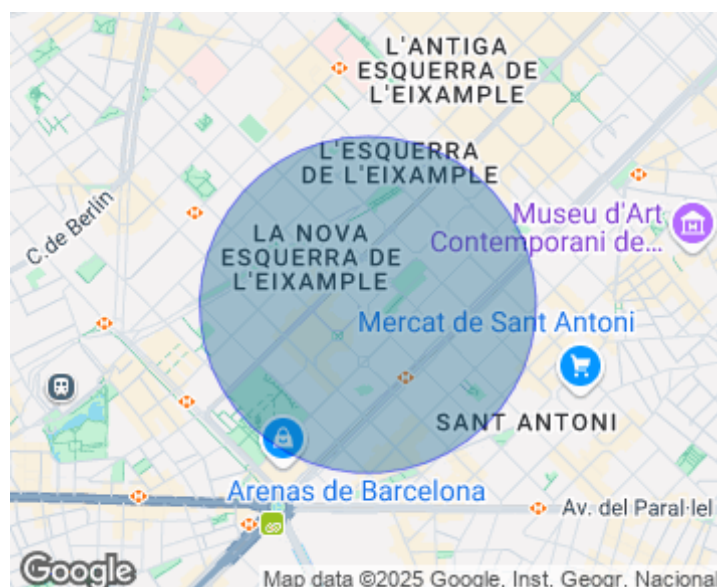 L'ANTIGA
ESQUERRA DE
L'EIXAMPLE
L'ESQUERRA
DE L'EIXAMPLE
LA NOVA
ESQUERRA DE
L'EIXAMPLE
Museu d'Art
Contemporani de...
C.de Berlín
Mercat de Sant Antoni
SANT ANTONI
Arenas de Barcelona
Av. del Paral·lel
Google
Map data ©2025 Google, Inst. Geogr. Nacional